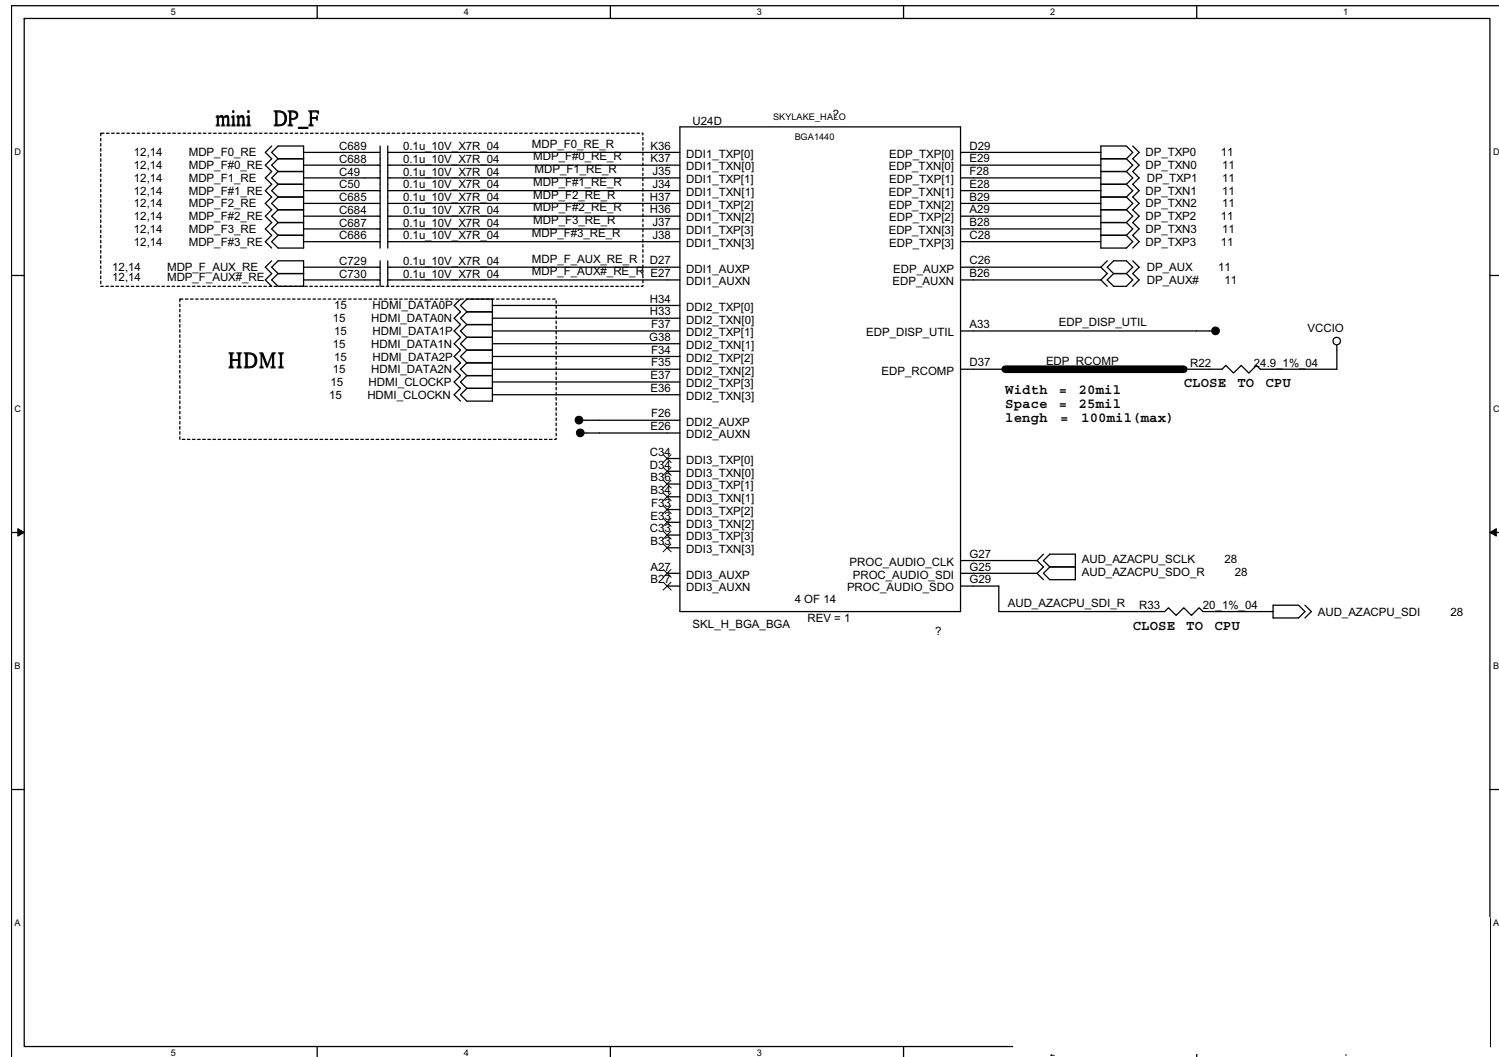 5 4 3 2 1
mini DP_F
U24D SKYLAKE_HALO ?
BGA1440
D D
12,14 MDP_F0_RE C689 0.1u_10V_X7R_04 MDP_F0_RE_R K36 DDI1_TXP[0] EDP_TXP[0] D29 DP_TXP0 11
12,14 MDP_F#0_RE C688 0.1u_10V_X7R_04 MDP_F#0_RE_R K37 DDI1_TXN[0] EDP_TXN[0] E29 DP_TXN0 11
12,14 MDP_F1_RE C49 0.1u_10V_X7R_04 MDP_F1_RE_R J35 DDI1_TXP[1] EDP_TXP[1] F28 DP_TXP1 11
12,14 MDP_F#1_RE C50 0.1u_10V_X7R_04 MDP_F#1_RE_R J34 DDI1_TXN[1] EDP_TXN[1] E28 DP_TXN1 11
12,14 MDP_F2_RE C685 0.1u_10V_X7R_04 MDP_F2_RE_R H37 DDI1_TXP[2] EDP_TXN[2] B29 DP_TXN2 11
12,14 MDP_F#2_RE C684 0.1u_10V_X7R_04 MDP_F#2_RE_R H36 DDI1_TXN[2] EDP_TXP[2] A29 DP_TXP2 11
12,14 MDP_F3_RE C687 0.1u_10V_X7R_04 MDP_F3_RE_R J37 DDI1_TXP[3] EDP_TXN[3] B28 DP_TXN3 11
12,14 MDP_F#3_RE C686 0.1u_10V_X7R_04 MDP_F#3_RE_R J38 DDI1_TXN[3] EDP_TXP[3] C28 DP_TXP3 11
12,14 MDP_F_AUX_RE C729 0.1u_10V_X7R_04 MDP_F_AUX_RE_R D27 DDI1_AUXP EDP_AUXP C26 DP_AUX 11
12,14 MDP_F_AUX#_RE C730 0.1u_10V_X7R_04 MDP_F_AUX#_RE_R E27 DDI1_AUXN EDP_AUXN B26 DP_AUX# 11
15 HDMI_DATA0P H34 DDI2_TXP[0]
15 HDMI_DATA0N H33 DDI2_TXN[0]
15 HDMI_DATA1P F37 DDI2_TXP[1] EDP_DISP_UTIL A33 EDP_DISP_UTIL VCCIO
15 HDMI_DATA1N G38 DDI2_TXN[1]
HDMI
15 HDMI_DATA2P F34 DDI2_TXP[2]
15 HDMI_DATA2N F35 DDI2_TXN[2] EDP_RCOMP D37 EDP_RCOMP R22 24.9_1%_04
15 HDMI_CLOCKP E37 DDI2_TXP[3] CLOSE TO CPU
15 HDMI_CLOCKN E36 DDI2_TXN[3] Width = 20mil
Space = 25mil
C C
F26 DDI2_AUXP lengh = 100mil(max)
E26 DDI2_AUXN
C34 DDI3_TXP[0]
D34 DDI3_TXN[0]
B36 DDI3_TXP[1]
B34 DDI3_TXN[1]
F33 DDI3_TXP[2]
E33 DDI3_TXN[2]
C33 DDI3_TXP[3]
B33 DDI3_TXN[3]
PROC_AUDIO_CLK G27 AUD_AZACPU_SCLK 28
A27 DDI3_AUXP PROC_AUDIO_SDI G25 AUD_AZACPU_SDO_R 28
B27 DDI3_AUXN PROC_AUDIO_SDO G29
4 OF 14
AUD_AZACPU_SDI_R R33 20_1%_04 AUD_AZACPU_SDI 28
SKL_H_BGA_BGA REV = 1 ? CLOSE TO CPU
B B
A A
5 4 3